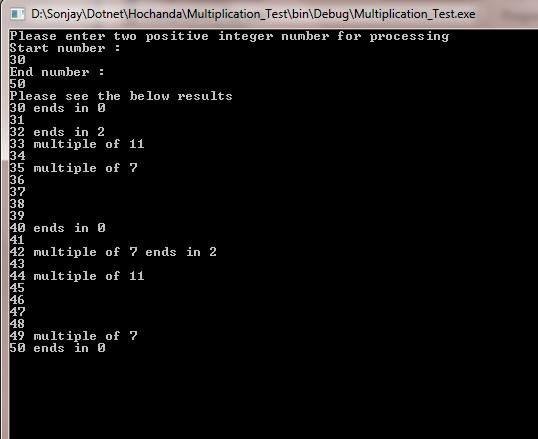 D:\Sonjay\Dotnet\Hochanda\Multiplication_Test\bin\Debug\Multiplication_Test.exe
Please enter two positive integer number for processing
Start number :
30
End number :
50
Please see the below results
30 ends in 0
31
32 ends in 2
33 multiple of 11
34
35 multiple of 7
36
37
38
39
40 ends in 0
41
42 multiple of 7 ends in 2
43
44 multiple of 11
45
46
47
48
49 multiple of 7
50 ends in 0